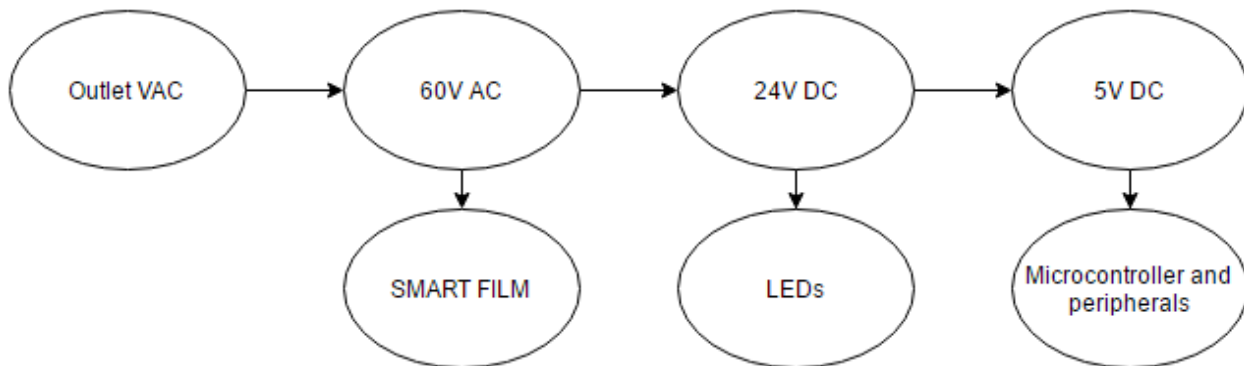 Outlet VAC
60V AC
24V DC
5V DC
SMART FILM
LEDs
Microcontroller and
peripherals